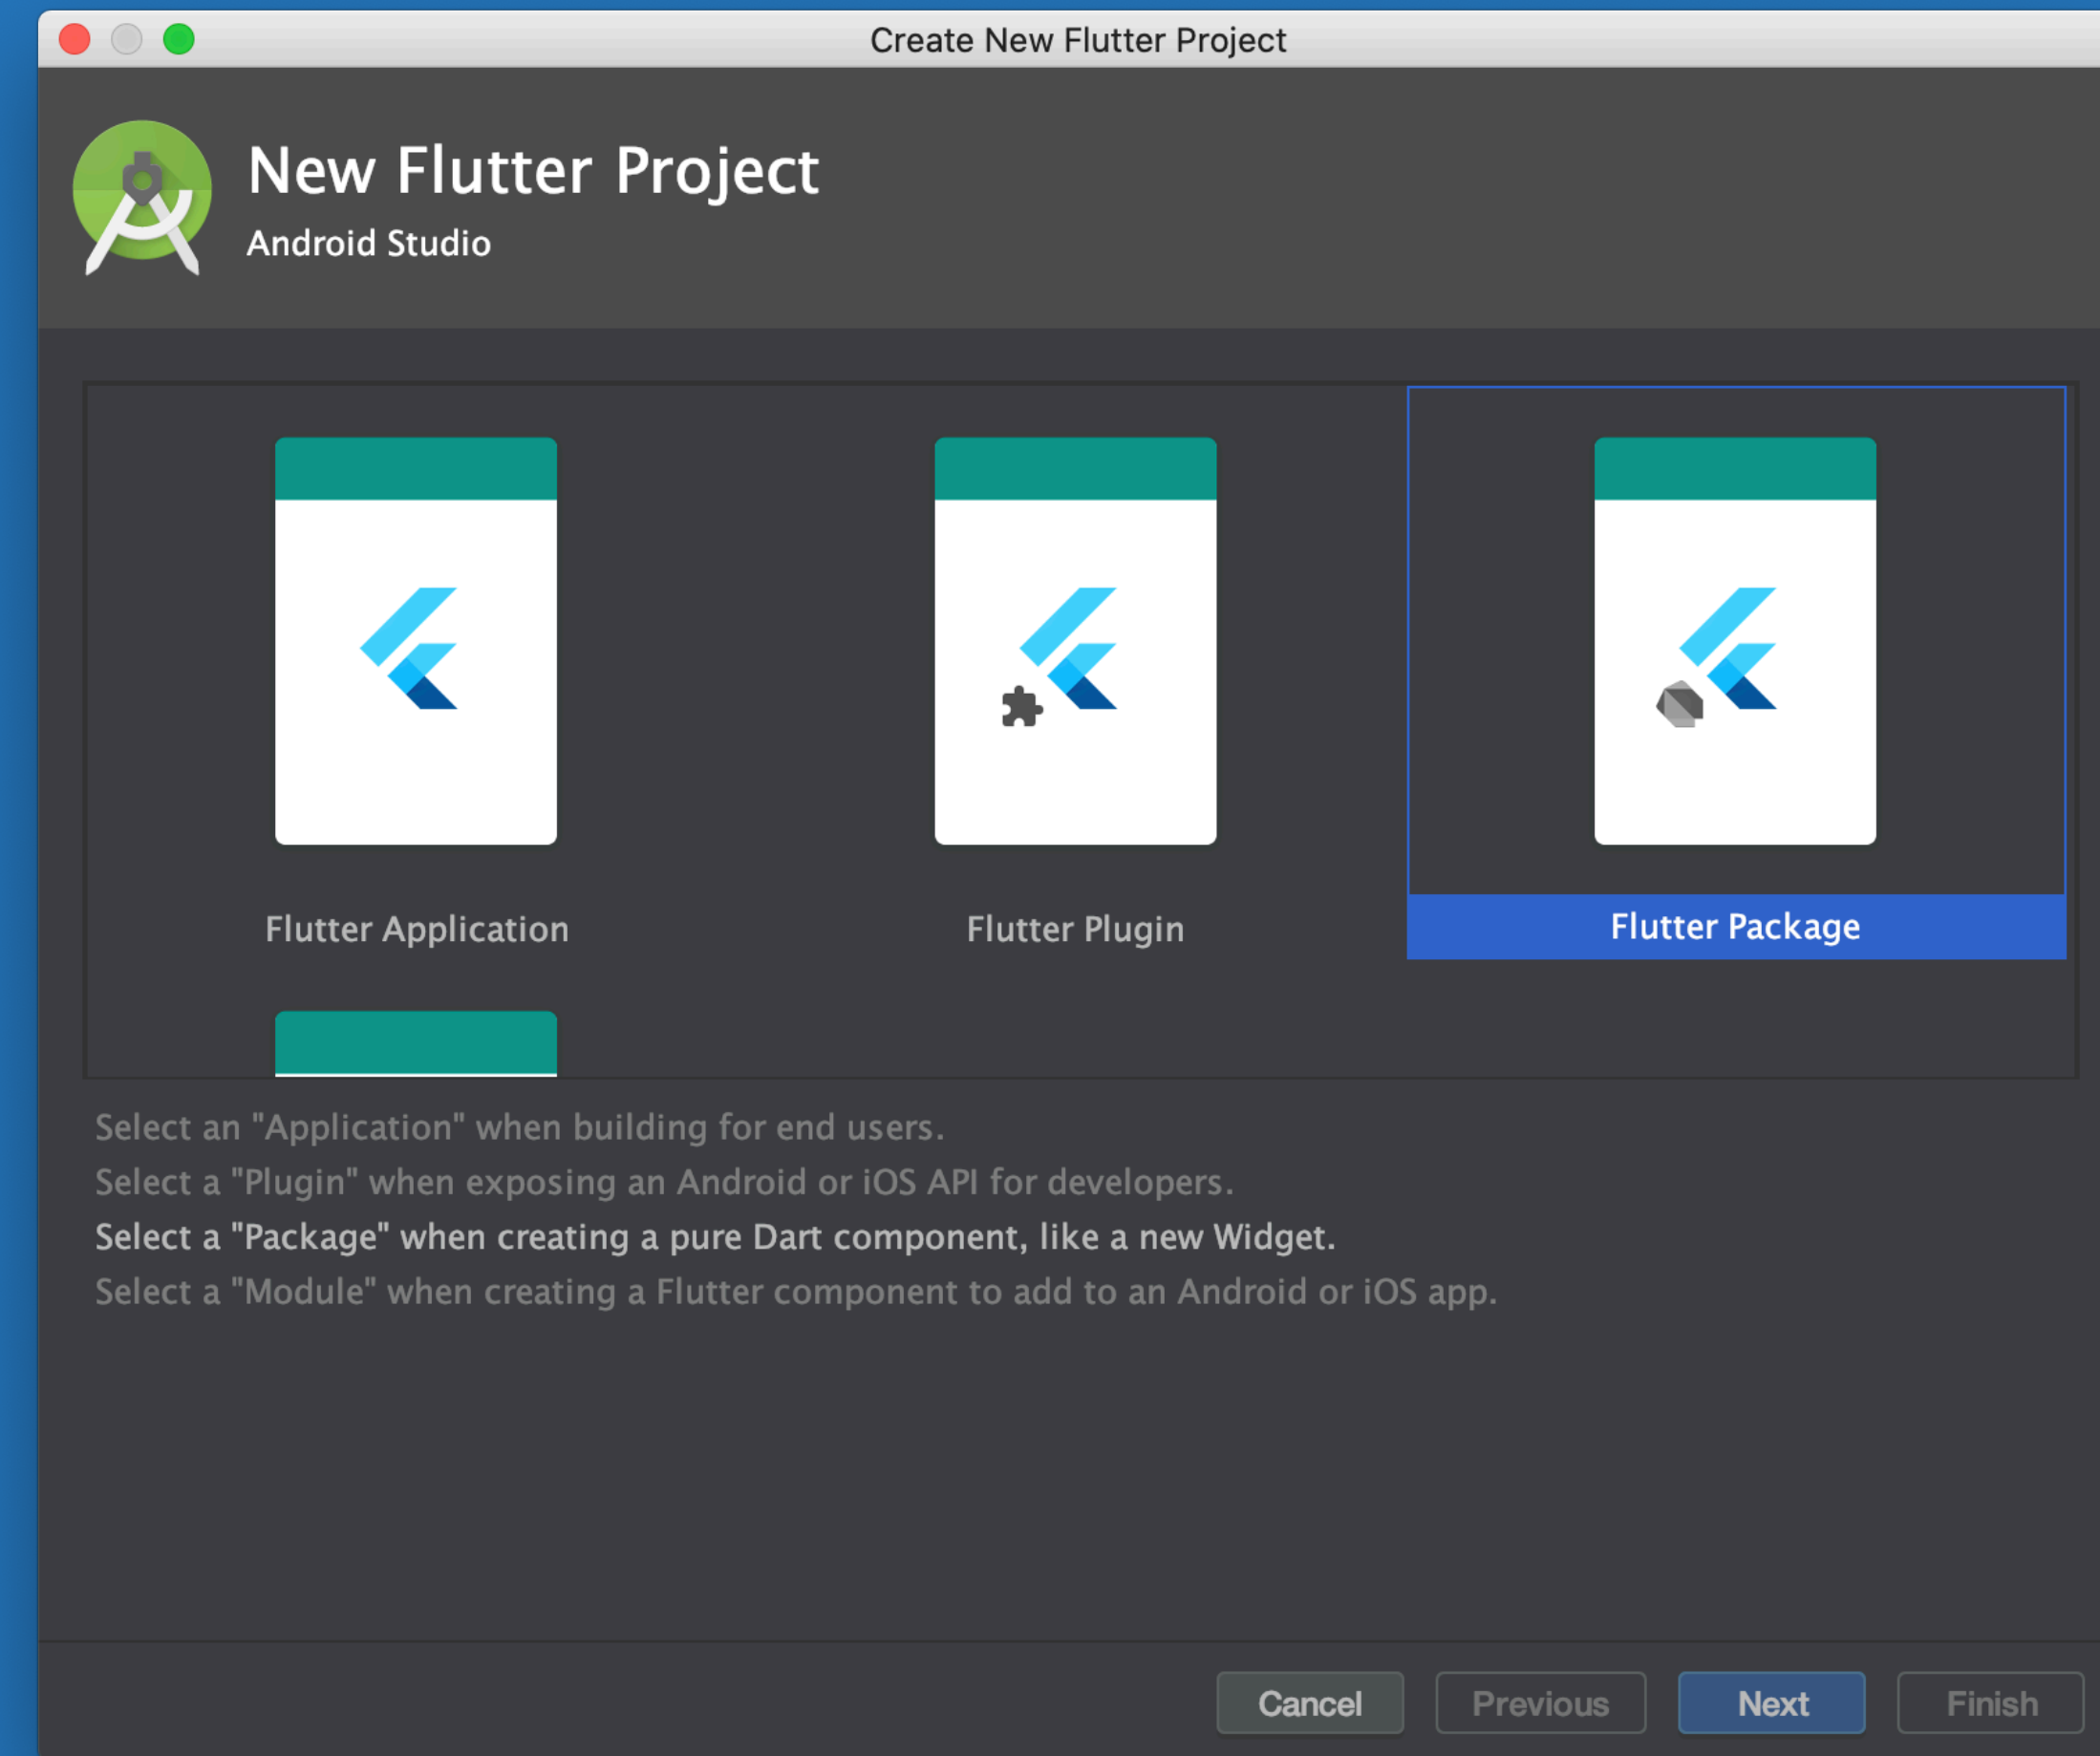 Create New Flutter Project
New Flutter Project
Android Studio
Flutter Application
Flutter Plugin
Flutter Package
Select an "Application" when building for end users.
Select a "Plugin" when exposing an Android or iOS API for developers.
Select a "Package" when creating a pure Dart component, like a new Widget.
Select a "Module" when creating a Flutter component to add to an Android or iOS app.
Cancel
Previous
Next
Finish